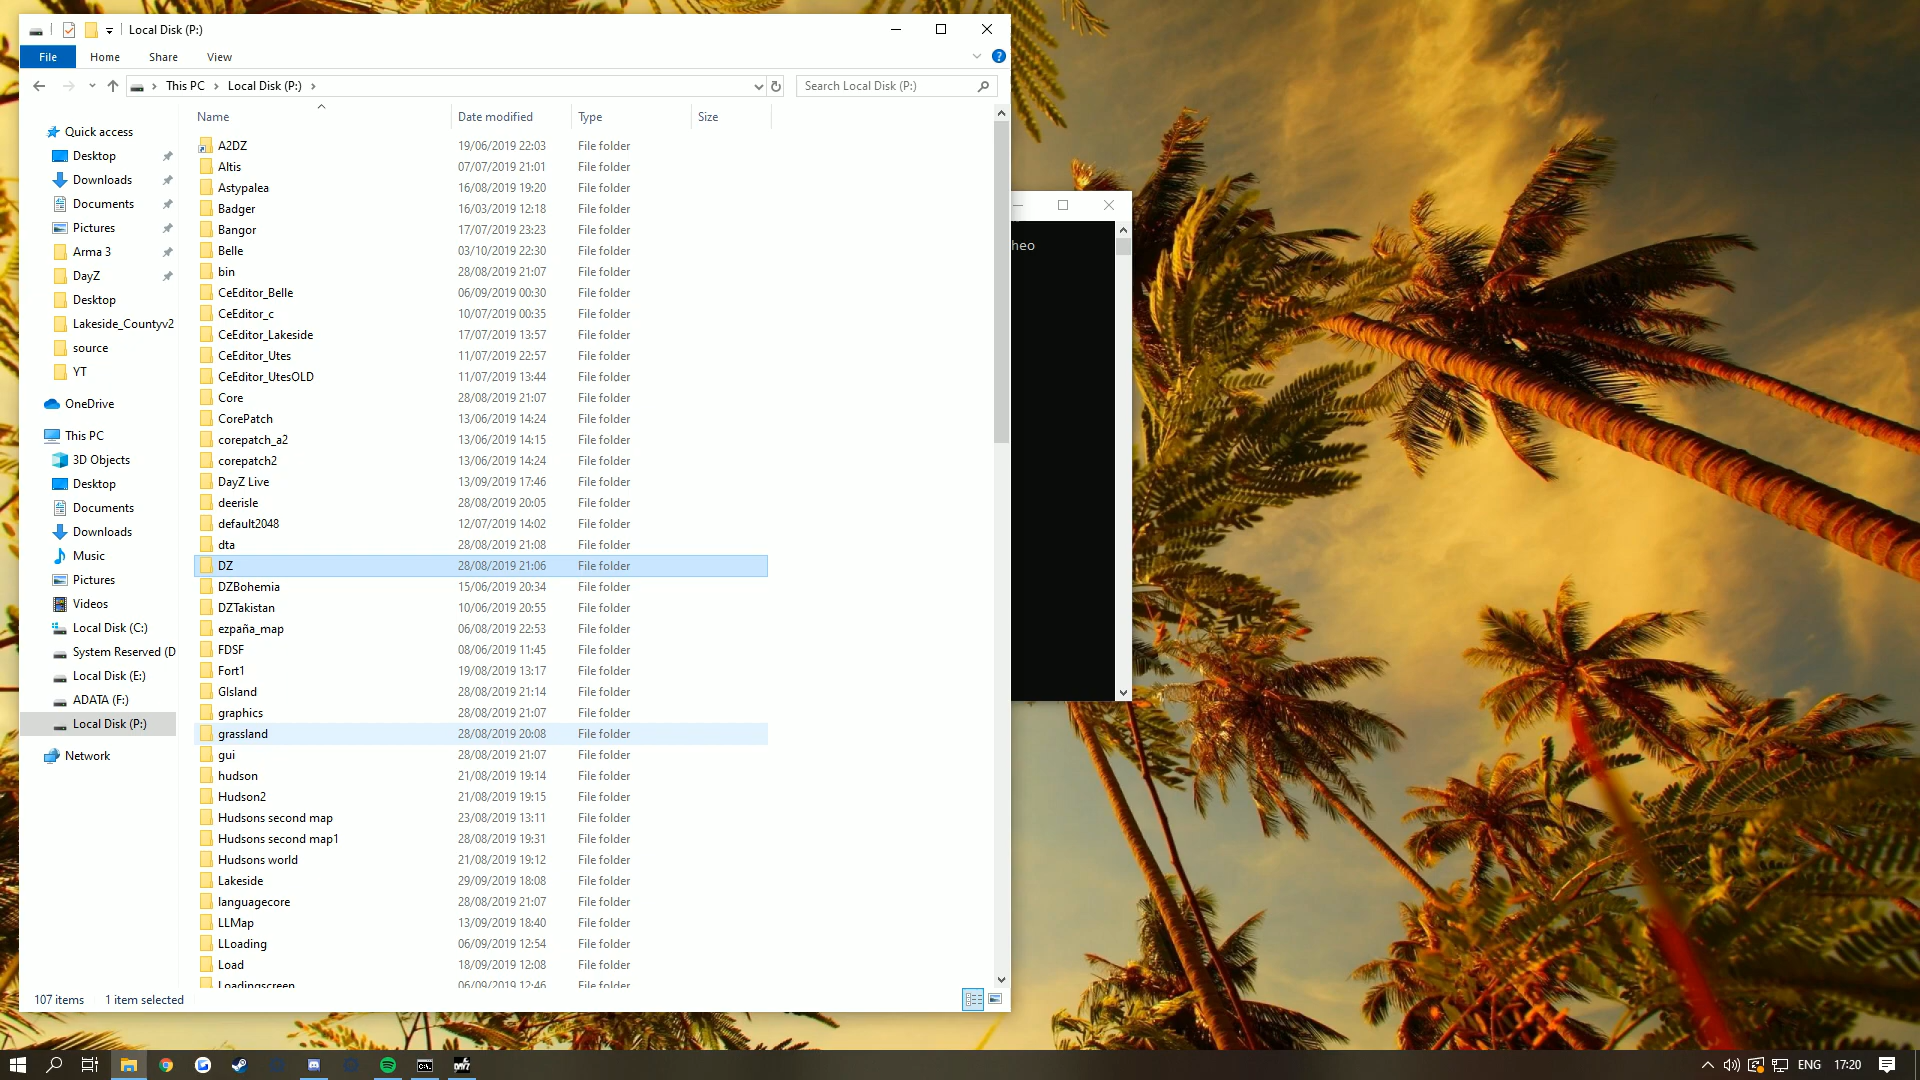 Local Disk (P:)
File Home Share View
This PC Local Disk (P:) Search Local Disk (P:)
Name Date modified Type Size
Quick access
Desktop
Downloads
Documents
Pictures
Arma 3
DayZ
Desktop
Lakeside_Countyv2
source
YT
OneDrive
This PC
3D Objects
Desktop
Documents
Downloads
Music
Pictures
Videos
Local Disk (C:)
System Reserved (D
Local Disk (E:)
ADATA (F:)
Local Disk (P:)
Network
A2DZ 19/06/2019 22:03 File folder
Altis 07/07/2019 21:01 File folder
Astypalea 16/08/2019 19:20 File folder
Badger 16/03/2019 12:18 File folder
Bangor 17/07/2019 23:23 File folder
Belle 03/10/2019 22:30 File folder
bin 28/08/2019 21:07 File folder
CeEditor_Belle 06/09/2019 00:30 File folder
CeEditor_c 10/07/2019 00:35 File folder
CeEditor_Lakeside 17/07/2019 13:57 File folder
CeEditor_Utes 11/07/2019 22:57 File folder
CeEditor_UtesOLD 11/07/2019 13:44 File folder
Core 28/08/2019 21:07 File folder
CorePatch 13/06/2019 14:24 File folder
corepatch_a2 13/06/2019 14:15 File folder
corepatch2 13/06/2019 14:24 File folder
DayZ Live 13/09/2019 17:46 File folder
deerisle 28/08/2019 20:05 File folder
default2048 12/07/2019 14:02 File folder
dta 28/08/2019 21:08 File folder
DZ 28/08/2019 21:06 File folder
DZBohemia 15/06/2019 20:34 File folder
DZTakistan 10/06/2019 20:55 File folder
ezpaña_map 06/08/2019 22:53 File folder
FDSF 08/06/2019 11:45 File folder
Fort1 19/08/2019 13:17 File folder
GIsland 28/08/2019 21:14 File folder
graphics 28/08/2019 21:07 File folder
grassland 28/08/2019 20:08 File folder
gui 28/08/2019 21:07 File folder
hudson 21/08/2019 19:14 File folder
Hudson2 21/08/2019 19:15 File folder
Hudsons second map 23/08/2019 13:11 File folder
Hudsons second map1 28/08/2019 19:31 File folder
Hudsons world 21/08/2019 19:12 File folder
Lakeside 29/09/2019 18:08 File folder
languagecore 28/08/2019 21:07 File folder
LLMap 13/09/2019 18:40 File folder
LLoading 06/09/2019 12:54 File folder
Load 18/09/2019 12:08 File folder
Loadingscreen 06/09/2019 12:46 File folder
107 items 1 item selected
heo
ENG 17:20